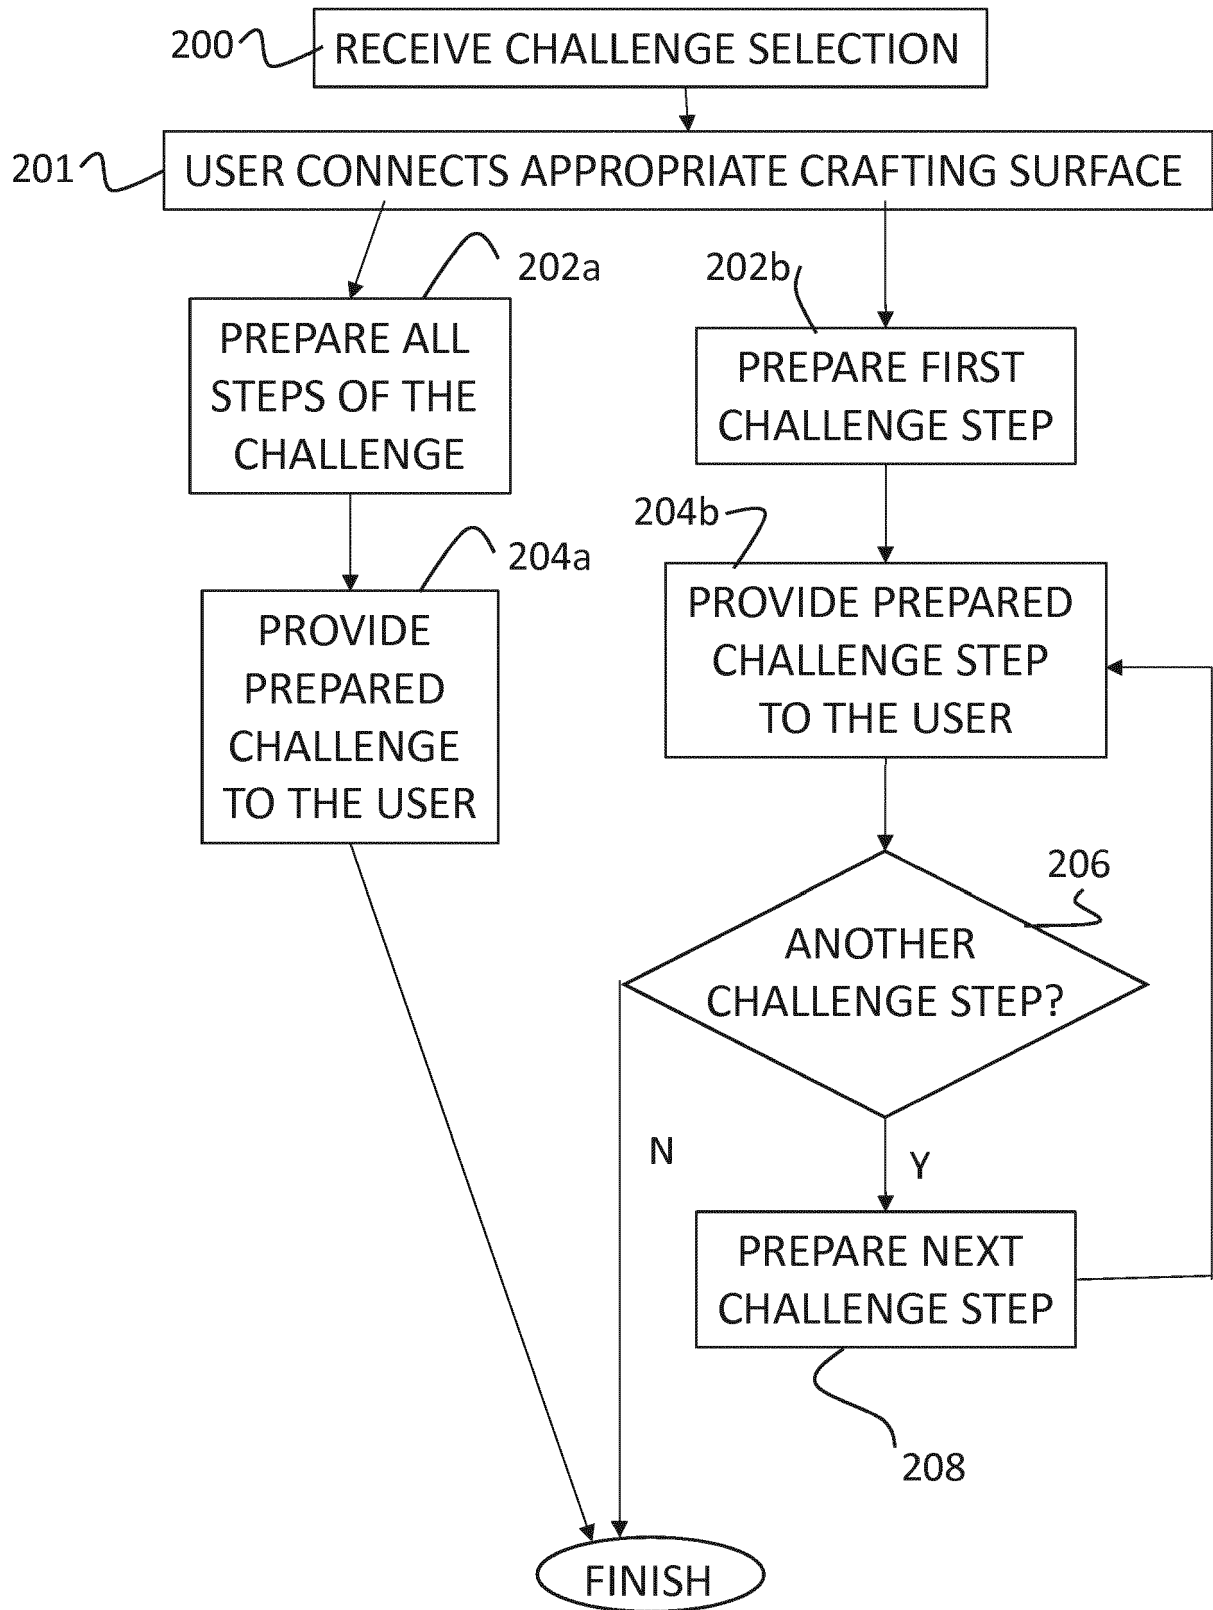 200
RECEIVE CHALLENGE SELECTION
201
USER CONNECTS APPROPRIATE CRAFTING SURFACE
202a
PREPARE ALL
STEPS OF THE
CHALLENGE
204a
PROVIDE
PREPARED
CHALLENGE
TO THE USER
202b
PREPARE FIRST
CHALLENGE STEP
204b
PROVIDE PREPARED
CHALLENGE STEP
TO THE USER
206
ANOTHER
CHALLENGE STEP?
N
Y
PREPARE NEXT
CHALLENGE STEP
208
FINISH